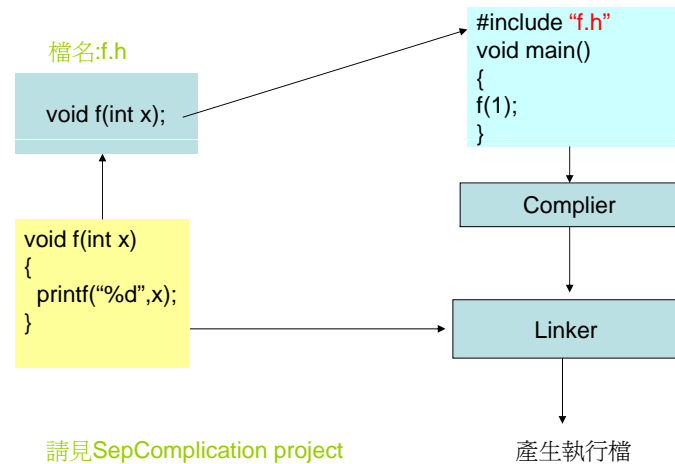 檔名:f.h
void f(int x);
#include “f.h”
void main()
{
f(1);
}
Complier
void f(int x)
{
printf(“%d”,x);
}
Linker
請見SepComplication project
產生執行檔